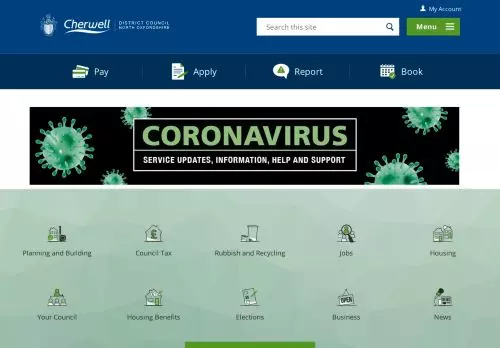 My Account
Cherwell
DISTRICT COUNCIL
NORTH OXFORDSHIRE
Search this site
Menu
Pay
Apply
Report
Book
CORONAVIRUS
SERVICE UPDATES, INFORMATION, HELP AND SUPPORT
Planning and Building
Council Tax
Rubbish and Recycling
Jobs
Housing
Your Council
Housing Benefits
Elections
Business
News
OPEN